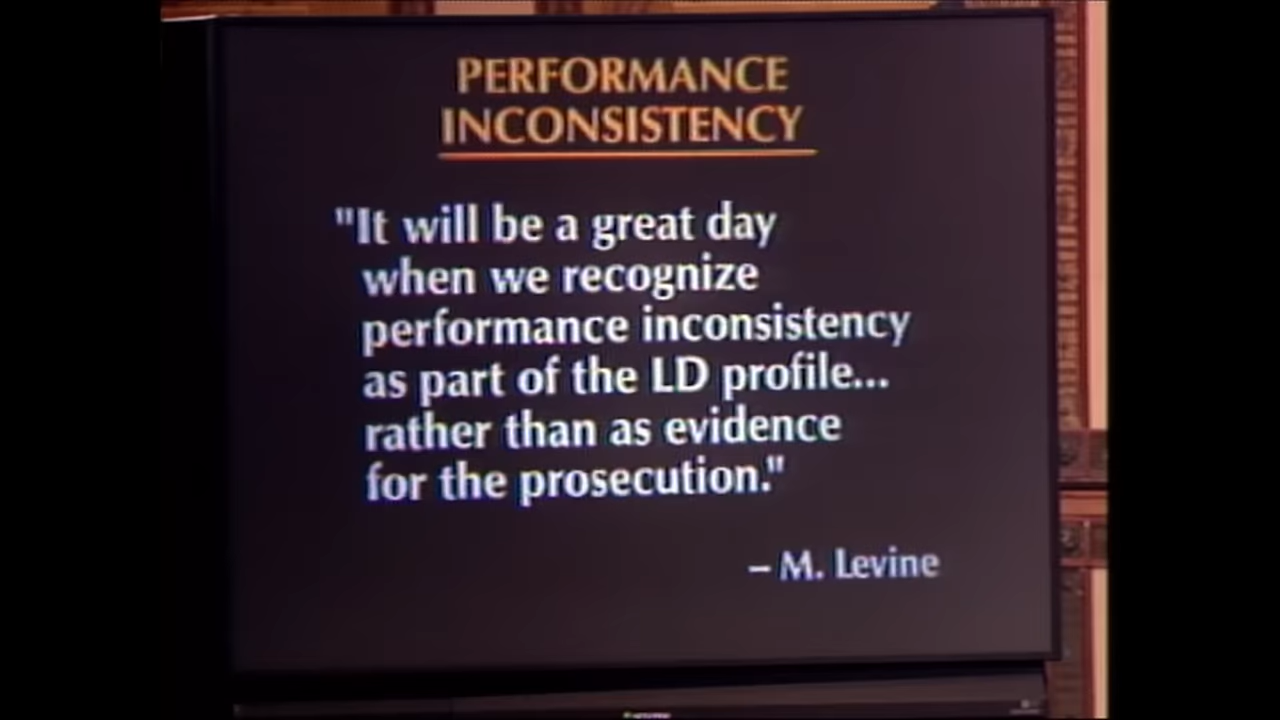 PERFORMANCE
INCONSISTENCY
"It will be a great day
when we recognize
performance inconsistency
as part of the LD profile...
rather than as evidence
for the prosecution."
– M. Levine